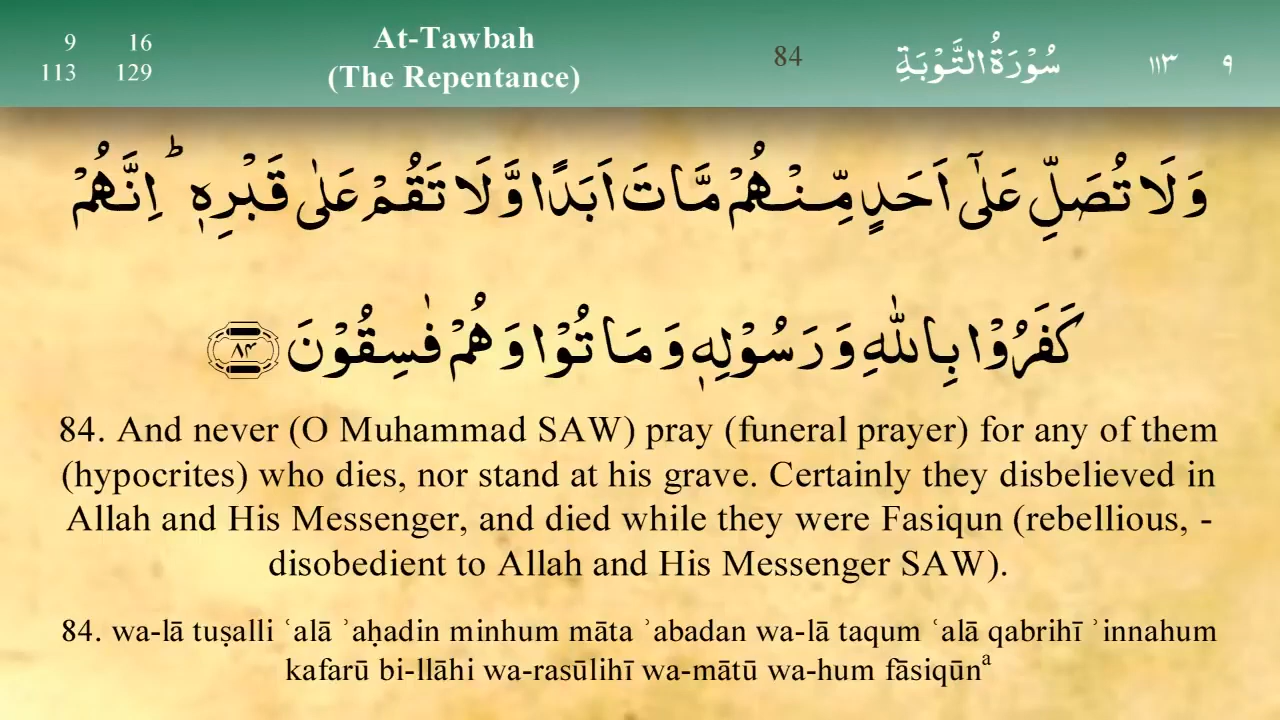 9 16
113 129
At-Tawbah
(The Repentance)
84
سُوْرَةُ التَّوْبَةِ
١١٣ ٩
وَلَا تُصَلِّ عَلٰٓى اَحَدٍ مِّنْهُمْ مَّاتَ اَبَدًا وَّلَا تَقُمْ عَلٰى قَبْرِهٖ ؕ اِنَّهُمْ
كَفَرُوْا بِاللّٰهِ وَرَسُوْلِهٖ وَمَاتُوْا وَهُمْ فٰسِقُوْنَ ﴿۸۴﴾
84. And never (O Muhammad SAW) pray (funeral prayer) for any of them
(hypocrites) who dies, nor stand at his grave. Certainly they disbelieved in
Allah and His Messenger, and died while they were Fasiqun (rebellious, -
disobedient to Allah and His Messenger SAW).
84. wa-lā tuṣalli ʿalā ʾaḥadin minhum māta ʾabadan wa-lā taqum ʿalā qabrihī ʾinnahum
kafarū bi-llāhi wa-rasūlihī wa-mātū wa-hum fāsiqūnᵃ